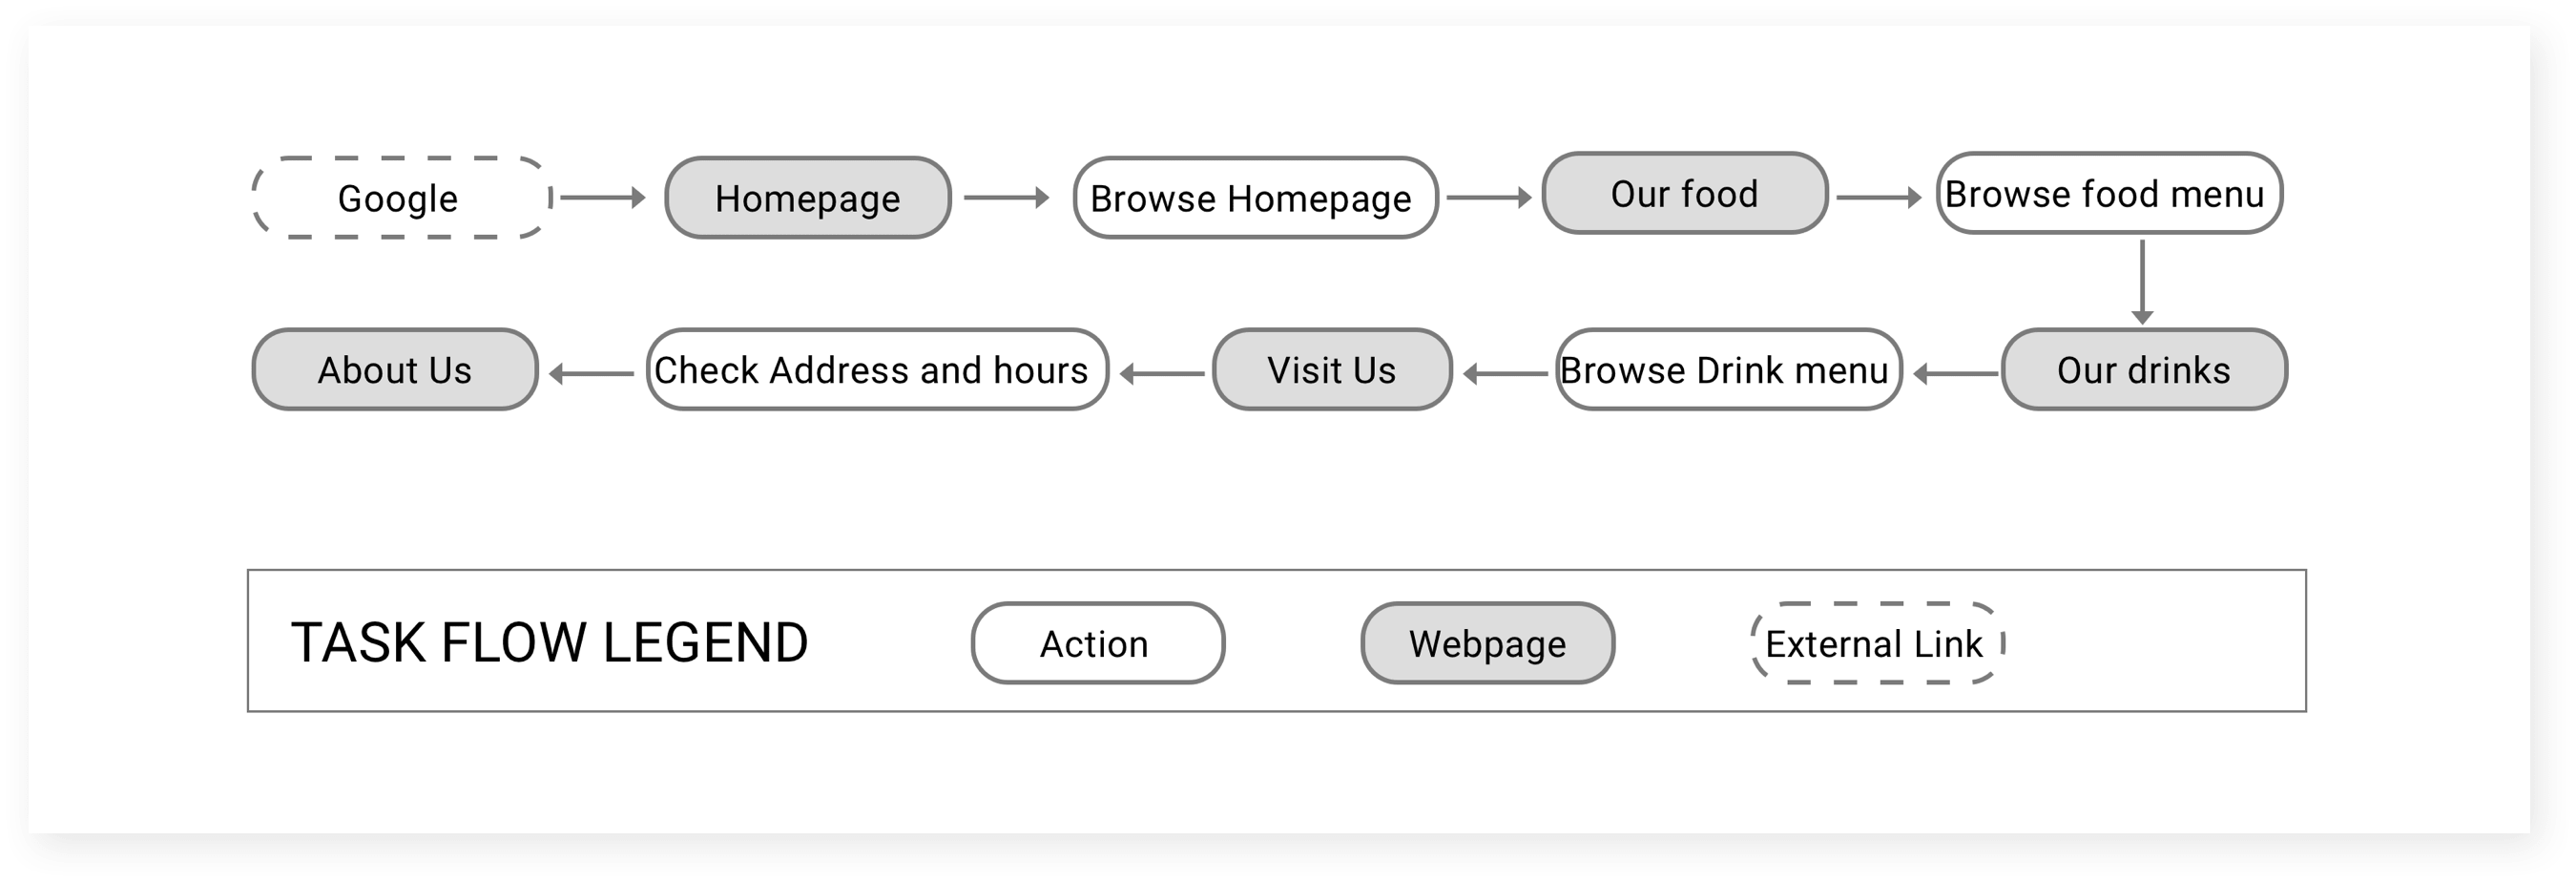 Google
Homepage
Browse Homepage
Our food
Browse food menu
About Us
Check Address and hours
Visit Us
Browse Drink menu
Our drinks
TASK FLOW LEGEND
Action
Webpage
External Link